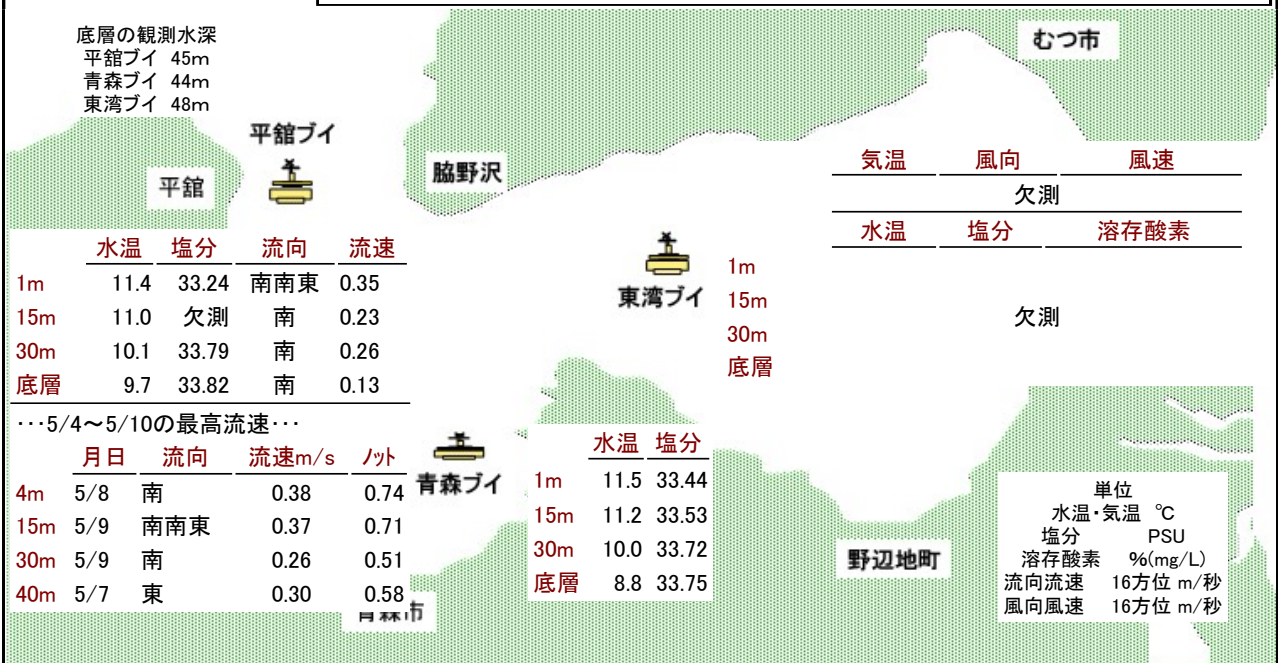 底層の観測水深
平舘ブイ 45m
青森ブイ 44m
東湾ブイ 48m
むつ市
平舘ブイ
平舘
脇野沢
気温 風向 風速
欠測
水温 塩分 溶存酸素
1m
15m
30m
底層
欠測
東湾ブイ
水温 塩分 流向 流速
1m 11.4 33.24 南南東 0.35
15m 11.0 欠測 南 0.23
30m 10.1 33.79 南 0.26
底層 9.7 33.82 南 0.13
･･･5/4～5/10の最高流速･･･
月日 流向 流速m/s ﾉｯﾄ
4m 5/8 南 0.38 0.74
15m 5/9 南南東 0.37 0.71
30m 5/9 南 0.26 0.51
40m 5/7 東 0.30 0.58
青森ブイ
青森市
水温 塩分
1m 11.5 33.44
15m 11.2 33.53
30m 10.0 33.72
底層 8.8 33.75
野辺地町
単位
水温・気温 ℃
塩分 PSU
溶存酸素 %(mg/L)
流向流速 16方位 m/秒
風向風速 16方位 m/秒